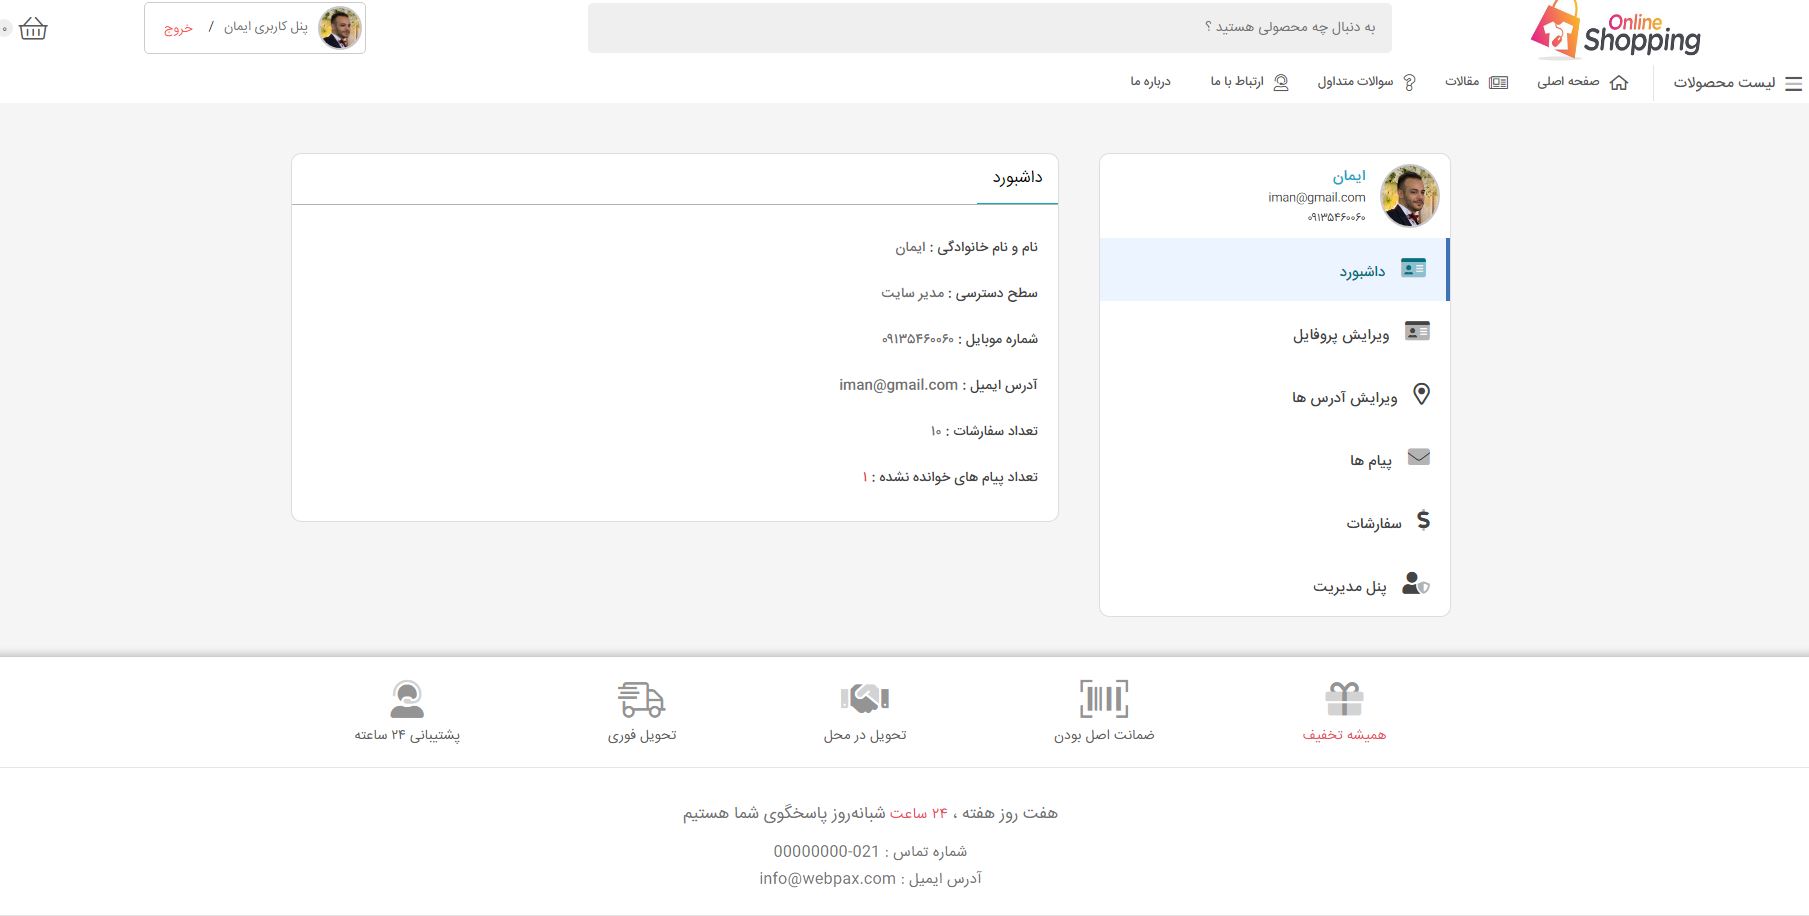 Online
Shopping
به دنبال چه محصولی هستید ؟
پنل کاربری ایمان / خروج
۰
لیست محصولات
صفحه اصلی
مقالات
سوالات متداول
ارتباط با ما
درباره ما
ایمان
iman@gmail.com
۰۹۱۳۵۴۶۰۰۶۰
داشبورد
ویرایش پروفایل
ویرایش آدرس ها
پیام ها
سفارشات
پنل مدیریت
داشبورد
نام و نام خانوادگی : ایمان
سطح دسترسی : مدیر سایت
شماره موبایل : ۰۹۱۳۵۴۶۰۰۶۰
آدرس ایمیل : iman@gmail.com
تعداد سفارشات : ۱۰
تعداد پیام های خوانده نشده : ۱
همیشه تخفیف
ضمانت اصل بودن
تحویل در محل
تحویل فوری
پشتیبانی ۲۴ ساعته
هفت روز هفته ، ۲۴ ساعت شبانه‌روز پاسخگوی شما هستیم
شماره تماس : 021-00000000
آدرس ایمیل : info@webpax.com